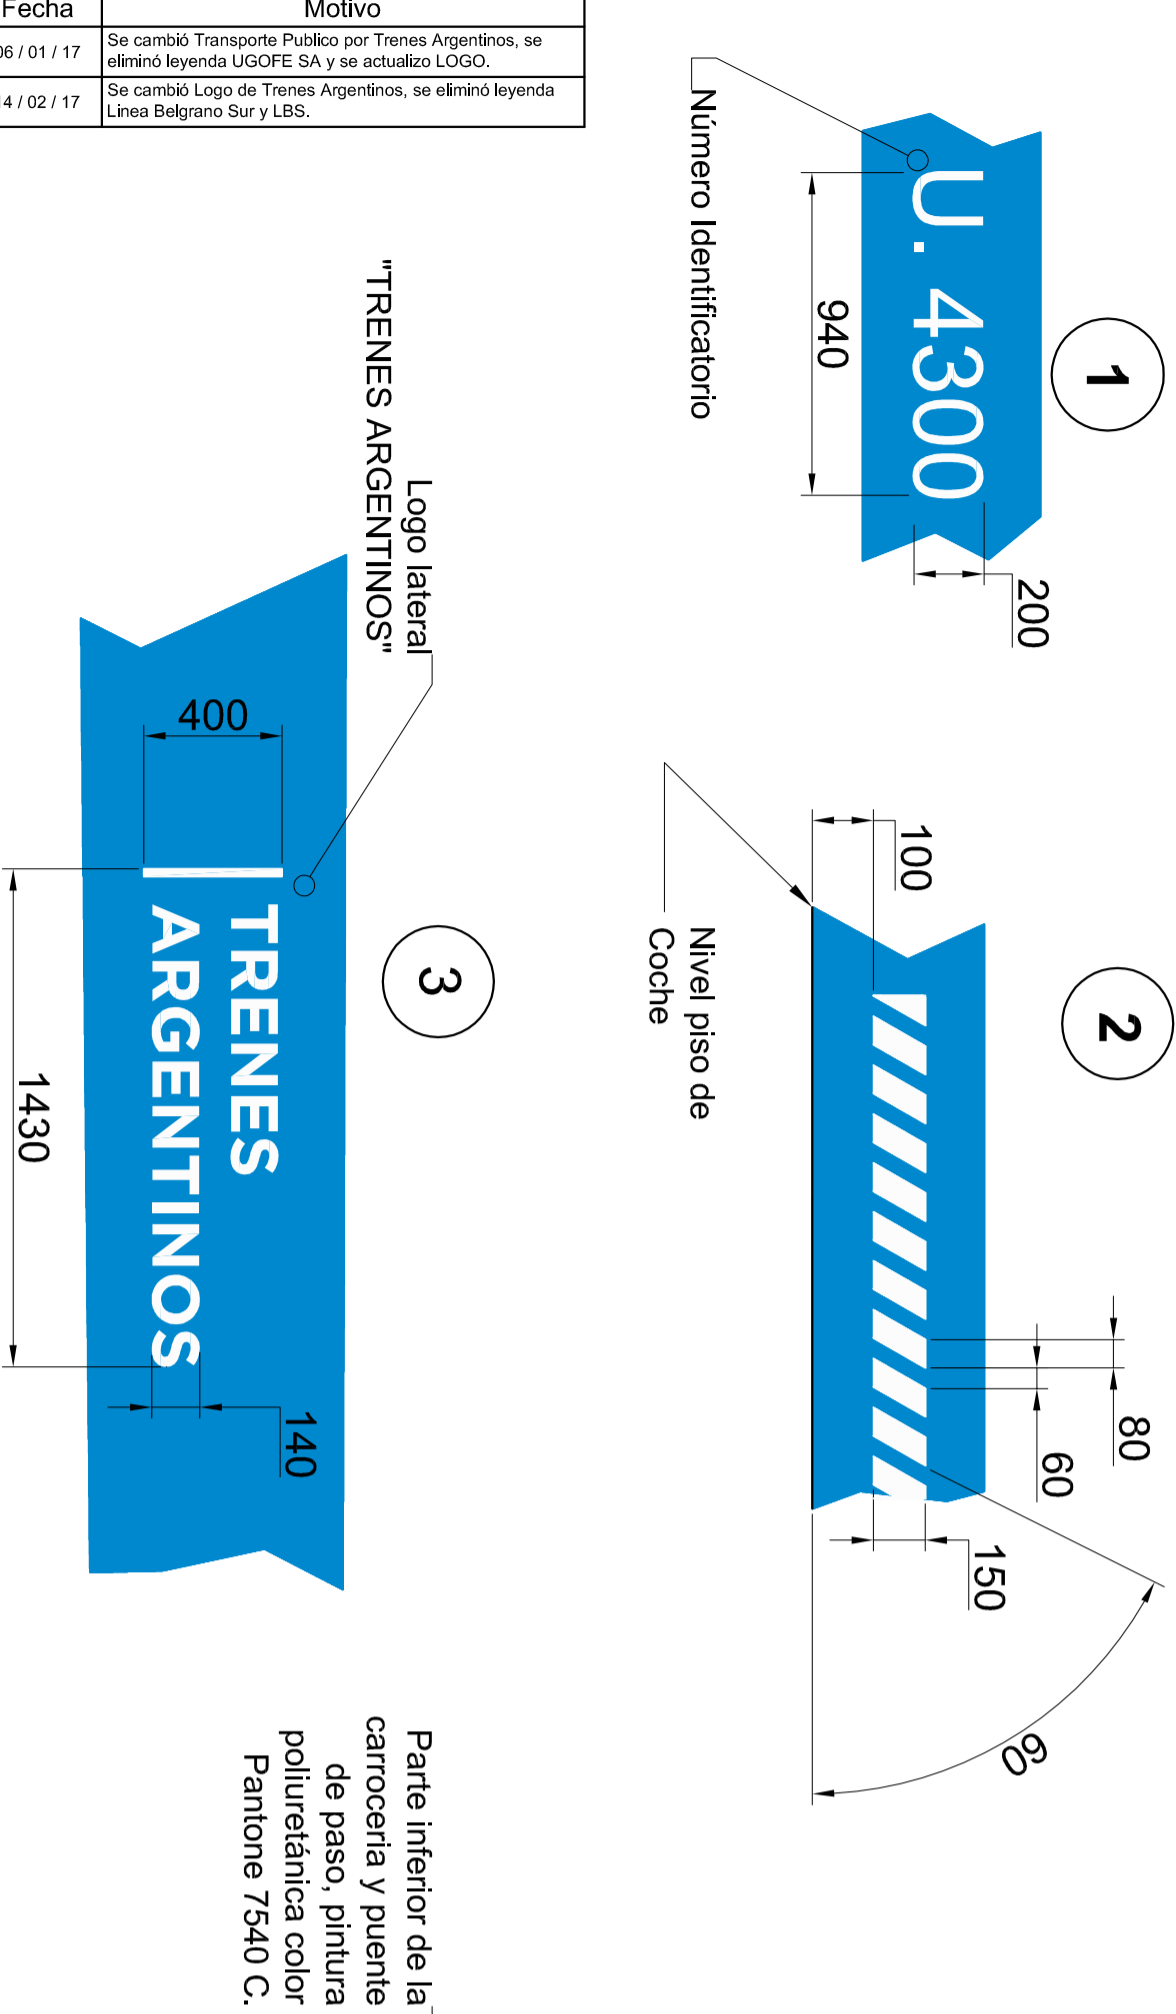 Fecha Motivo
06 / 01 / 17 Se cambió Transporte Publico por Trenes Argentinos, se
eliminó leyenda UGOFE SA y se actualizo LOGO.
14 / 02 / 17 Se cambió Logo de Trenes Argentinos, se eliminó leyenda
Linea Belgrano Sur y LBS.
1
U. 4300
940
200
Número Identificatorio
2
100
80
60
150
60
Nivel piso de
Coche
3
Logo lateral
"TRENES ARGENTINOS"
400
TRENES
ARGENTINOS
140
1430
Parte inferior de la
carroceria y puente
de paso, pintura
poliuretánica color
Pantone 7540 C.